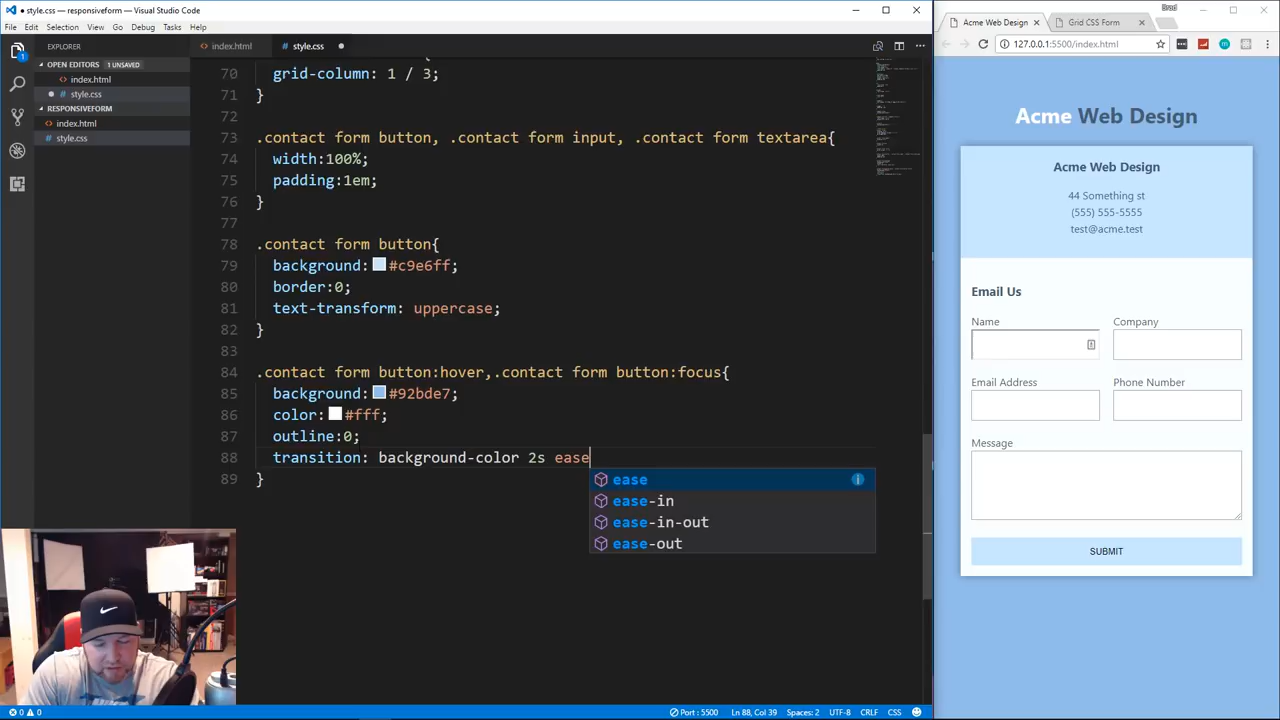 ● style.css - responsiveform - Visual Studio Code
File Edit Selection View Go Debug Tasks Help
EXPLORER
OPEN EDITORS 1 UNSAVED
index.html
style.css
RESPONSIVEFORM
index.html
style.css
1
index.html style.css
70 grid-column: 1 / 3;
71 }
72
73 .contact form button, .contact form input, .contact form textarea{
74 width:100%;
75 padding:1em;
76 }
77
78 .contact form button{
79 background: #c9e6ff;
80 border:0;
81 text-transform: uppercase;
82 }
83
84 .contact form button:hover,.contact form button:focus{
85 background: #92bde7;
86 color: #fff;
87 outline:0;
88 transition: background-color 2s ease
89 }
ease
ease-in
ease-in-out
ease-out
0 0
Port : 5500 Ln 88, Col 39 Spaces: 2 UTF-8 CRLF CSS
Brad
Acme Web Design Grid CSS Form
127.0.0.1:5500/index.html
Acme Web Design
Acme Web Design
44 Something st
(555) 555-5555
test@acme.test
Email Us
Name Company
Email Address Phone Number
Message
SUBMIT